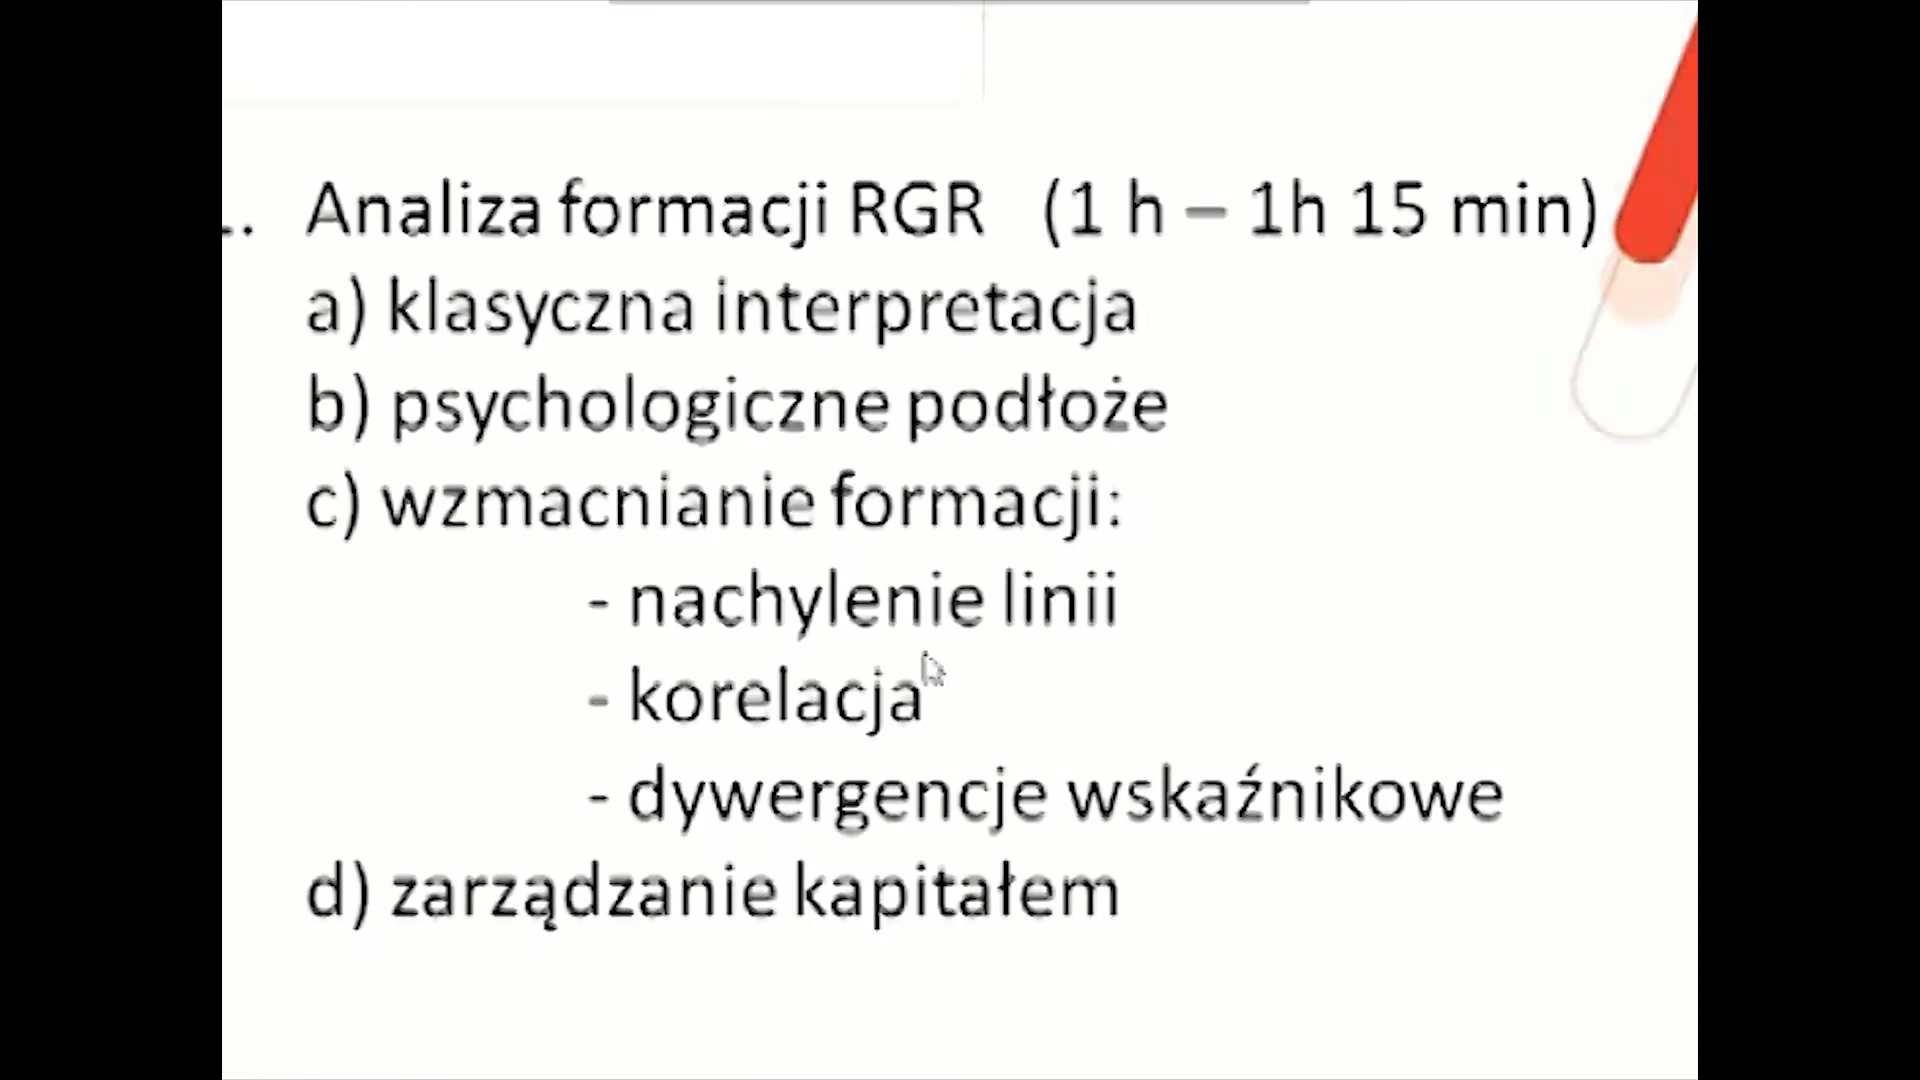 . Analiza formacji RGR (1 h – 1h 15 min)
a) klasyczna interpretacja
b) psychologiczne podłoże
c) wzmacnianie formacji:
- nachylenie linii
- korelacja
- dywergencje wskaźnikowe
d) zarządzanie kapitałem